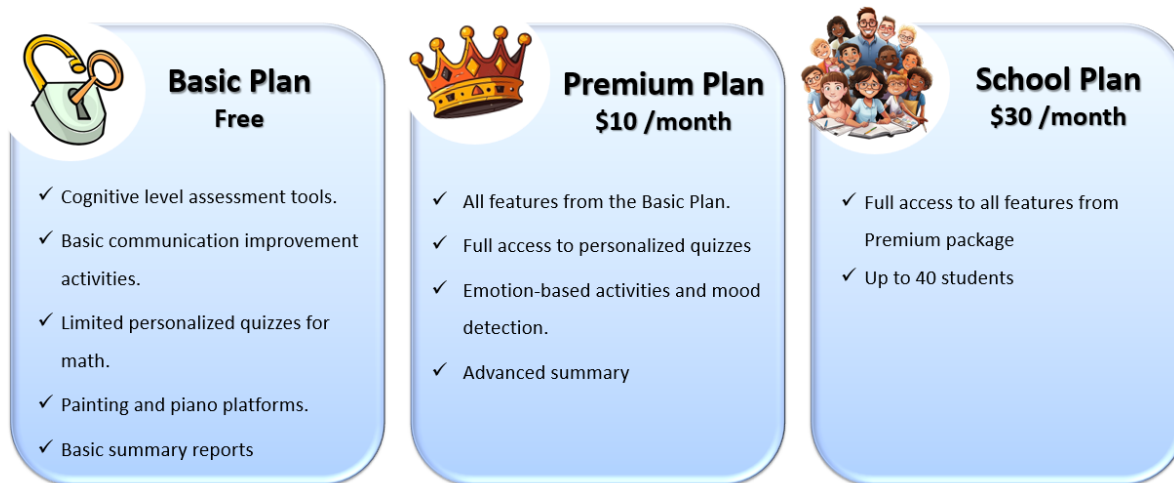 Basic Plan
Free
✓ Cognitive level assessment tools.
✓ Basic communication improvement
activities.
✓ Limited personalized quizzes for
math.
✓ Painting and piano platforms.
✓ Basic summary reports
Premium Plan
$10 /month
✓ All features from the Basic Plan.
✓ Full access to personalized quizzes
✓ Emotion-based activities and mood
detection.
✓ Advanced summary
School Plan
$30 /month
✓ Full access to all features from
Premium package
✓ Up to 40 students